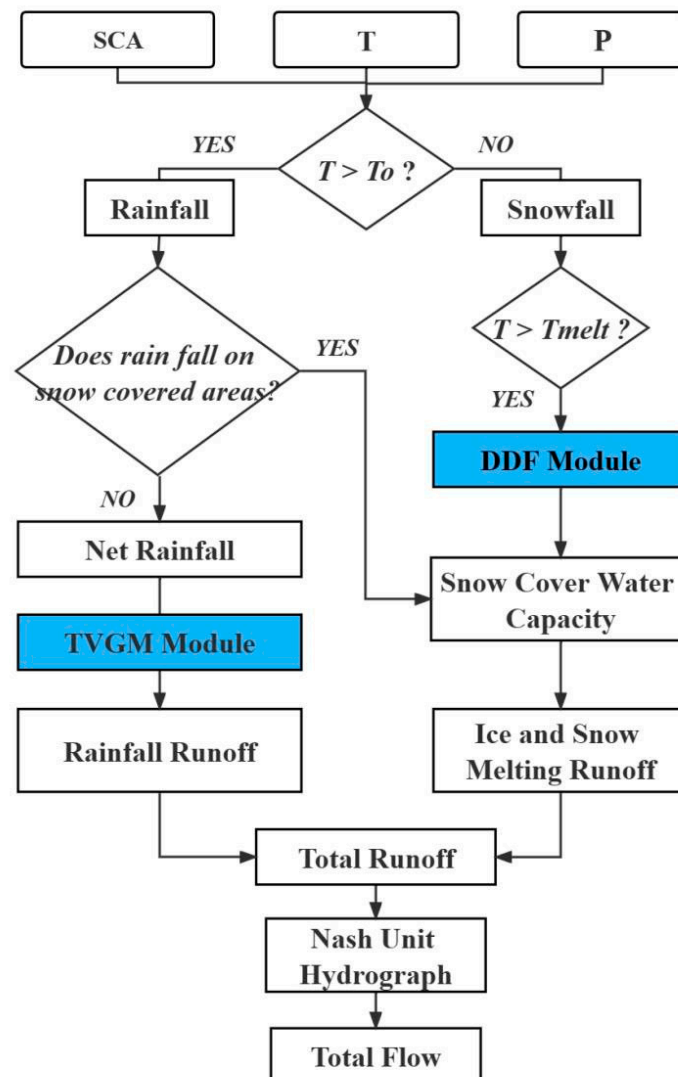 SCA
T
P
YES
T > To ?
NO
Rainfall
Snowfall
Does rain fall on
snow covered areas?
YES
T > Tmelt ?
YES
DDF Module
NO
Net Rainfall
Snow Cover Water
Capacity
TVGM Module
Rainfall Runoff
Ice and Snow
Melting Runoff
Total Runoff
Nash Unit
Hydrograph
Total Flow